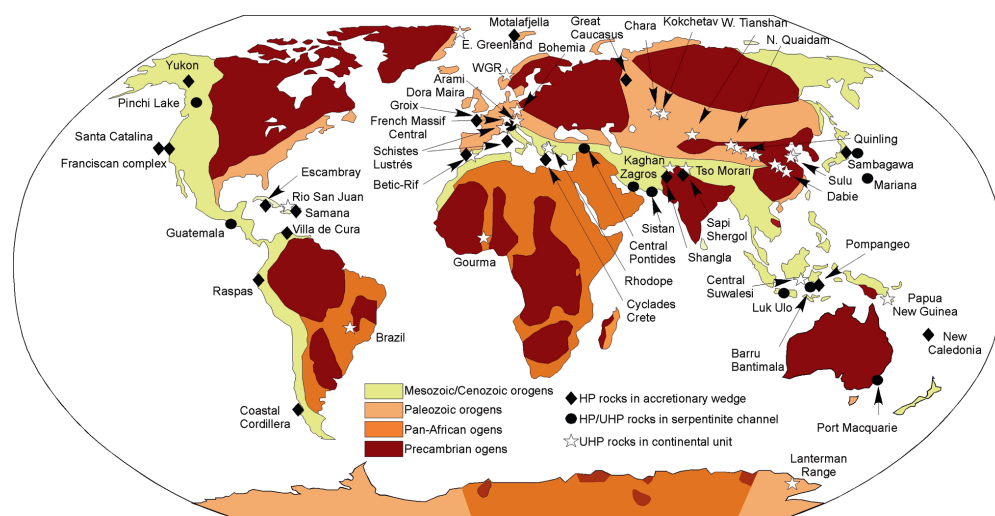 Motalafjella
Great
Caucasus
Chara
Kokchetav
W. Tianshan
N. Quaidam
E. Greenland
Bohemia
WGR
Yukon
Arami
Dora Maira
Pinchi Lake
Groix
French Massif
Central
Santa Catalina
Franciscan complex
Schistes
Lustrés
Quinling
Sambagawa
Escambray
Betic-Rif
Kaghan
Zagros
Tso Morari
Sulu
Mariana
Dabie
Rio San Juan
Samana
Guatemala
Villa de Cura
Sistan
Sapi
Shergol
Gourma
Central
Pontides
Shangla
Pompangeo
Raspas
Rhodope
Central
Suwalesi
Luk Ulo
Cyclades
Crete
Papua
New Guinea
Brazil
New
Caledonia
Barru
Bantimala
Coastal
Cordillera
Port Macquarie
Mesozoic/Cenozoic orogens
Paleozoic orogens
Pan-African ogens
Precambrian ogens
HP rocks in accretionary wedge
HP/UHP rocks in serpentinite channel
UHP rocks in continental unit
Lanterman
Range